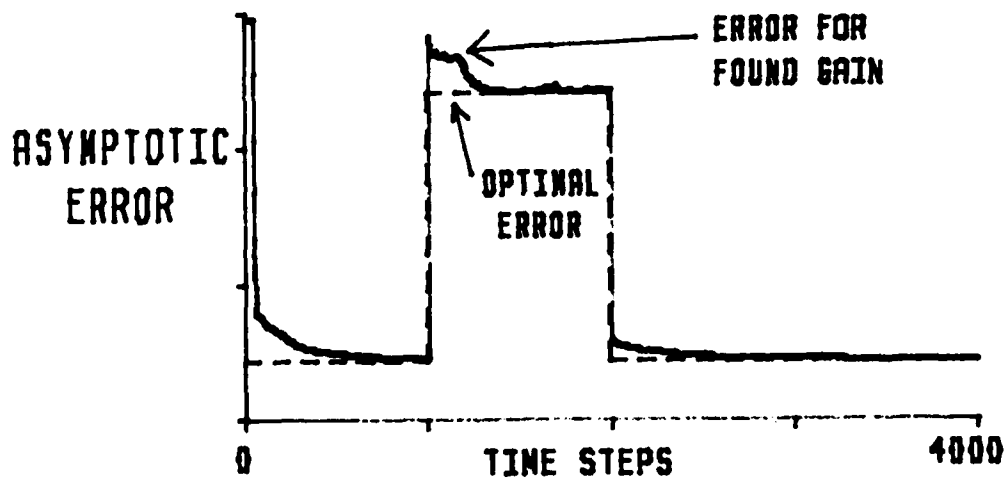 ERROR FOR
FOUND GAIN
ASYMPTOTIC
ERROR
OPTIMAL
ERROR
0
TIME STEPS
4000